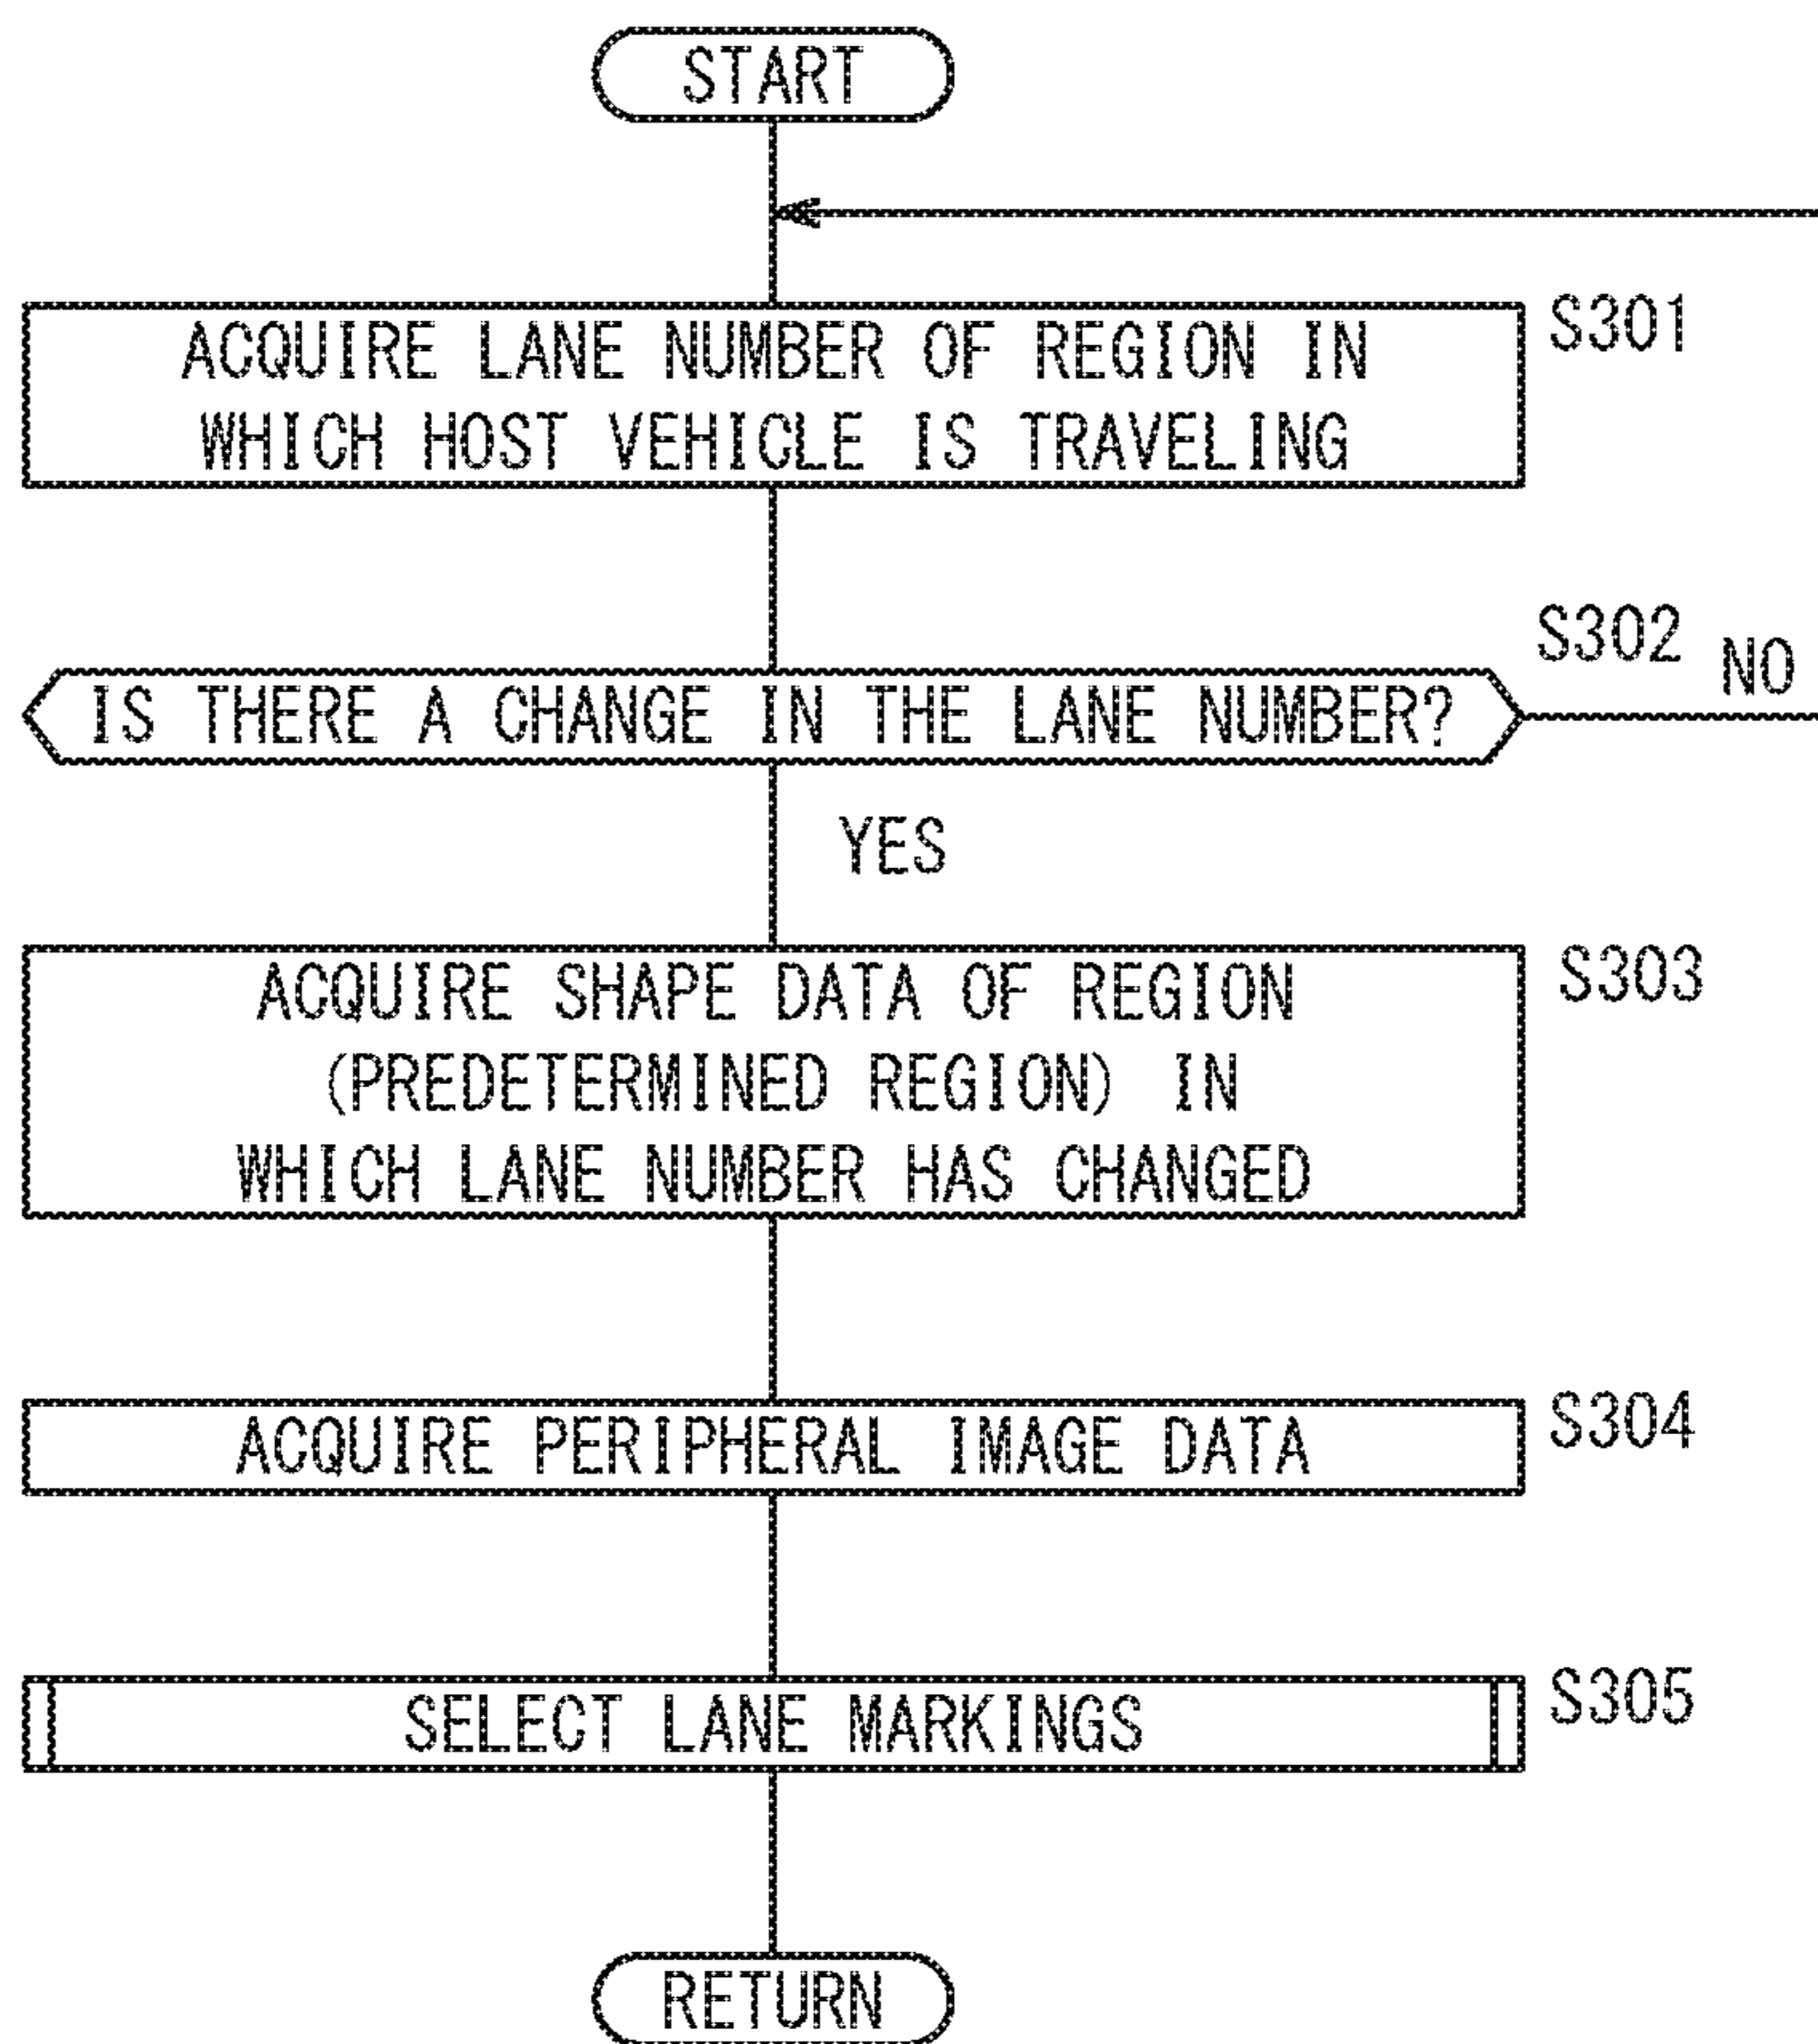 START
ACQUIRE LANE NUMBER OF REGION IN
WHICH HOST VEHICLE IS TRAVELING
S301
IS THERE A CHANGE IN THE LANE NUMBER?
S302
NO
YES
ACQUIRE SHAPE DATA OF REGION
(PREDETERMINED REGION) IN
WHICH LANE NUMBER HAS CHANGED
S303
ACQUIRE PERIPHERAL IMAGE DATA
S304
SELECT LANE MARKINGS
S305
RETURN